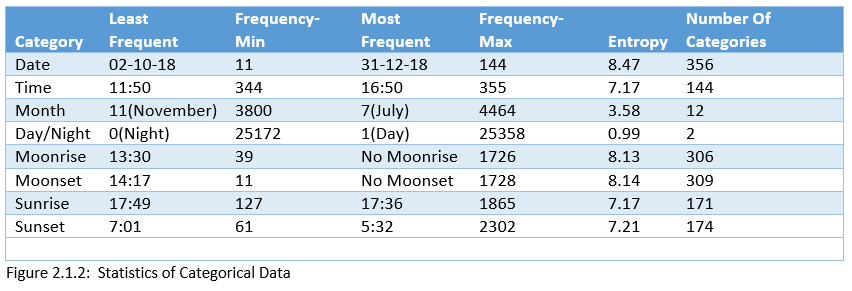 Category Least Frequent Frequency-Min Most Frequent Frequency-Max Entropy Number Of Categories
Date 02-10-18 11 31-12-18 144 8.47 356
Time 11:50 344 16:50 355 7.17 144
Month 11(November) 3800 7(July) 4464 3.58 12
Day/Night 0(Night) 25172 1(Day) 25358 0.99 2
Moonrise 13:30 39 No Moonrise 1726 8.13 306
Moonset 14:17 11 No Moonset 1728 8.14 309
Sunrise 17:49 127 17:36 1865 7.17 171
Sunset 7:01 61 5:32 2302 7.21 174
Figure 2.1.2: Statistics of Categorical Data